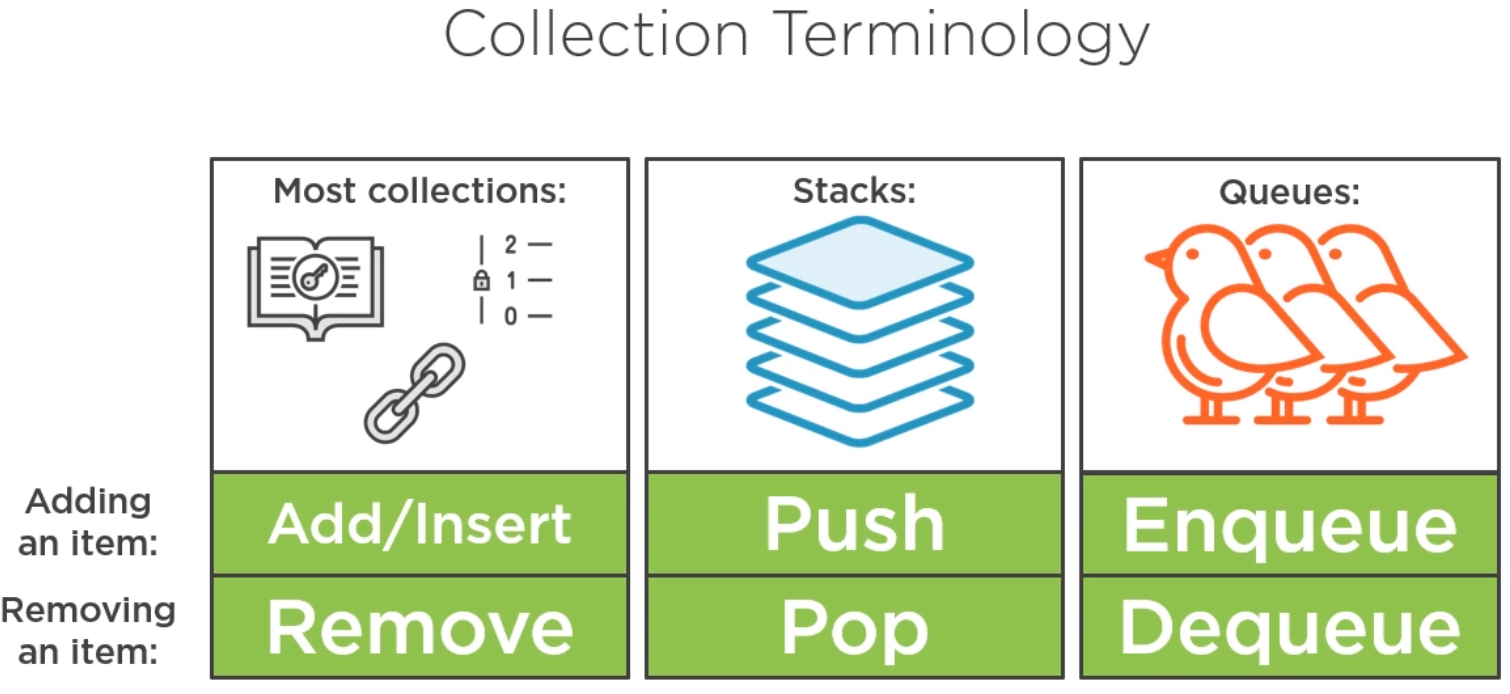 Collection Terminology
Most collections:
2
1
0
Stacks:
Queues:
Adding
an item:
Add/Insert
Push
Enqueue
Removing
an item:
Remove
Pop
Dequeue